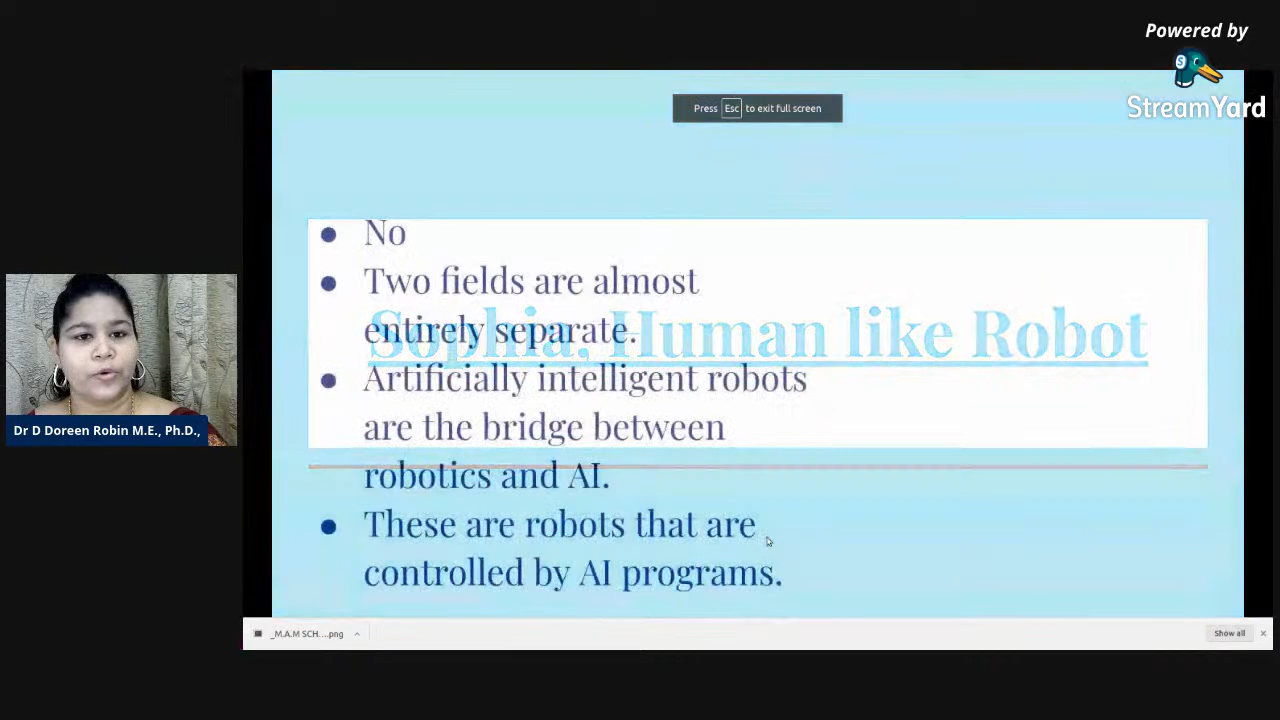 Powered by
StreamYard
Press Esc to exit full screen
No
Two fields are almost
entirely separate.
Sophia, Human like Robot
Artificially intelligent robots
are the bridge between
robotics and AI.
These are robots that are
controlled by AI programs.
Dr D Doreen Robin M.E., Ph.D.,
_M.A.M SCH....png
Show all